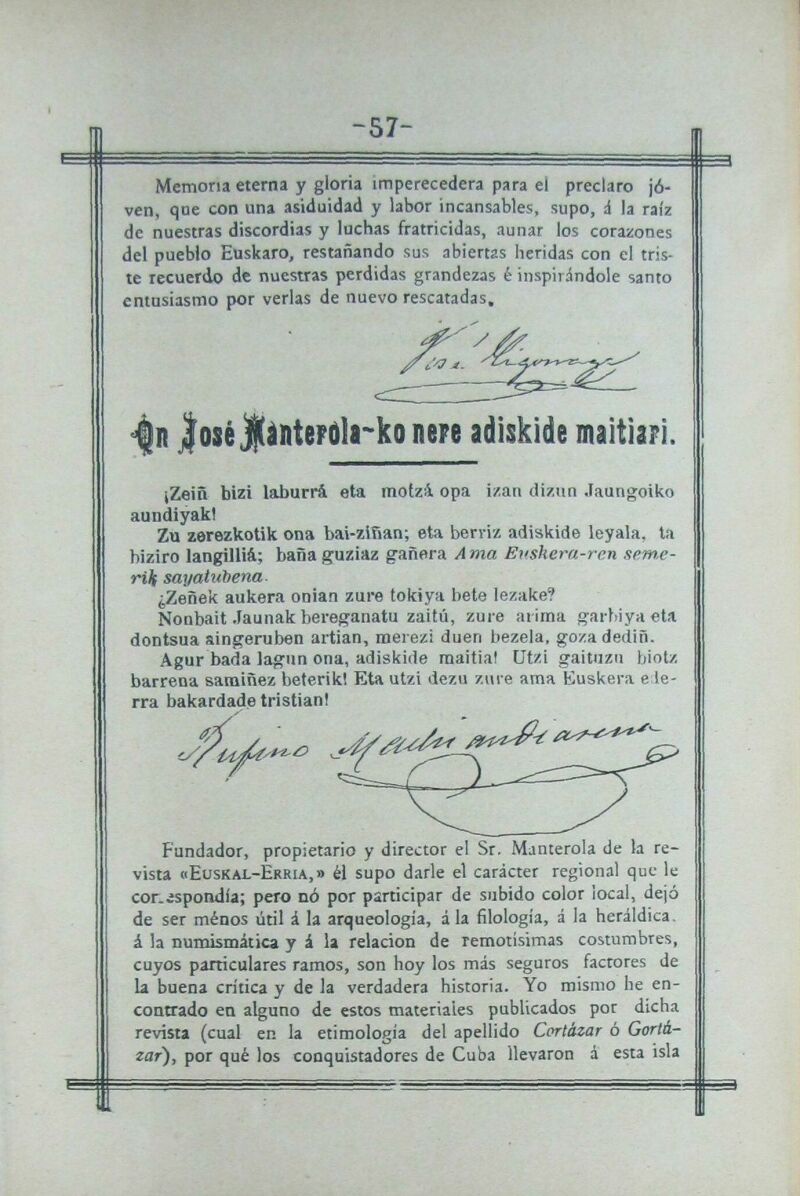 -57-
Memoria eterna y gloria imperecedera para el preclaro jó-
ven, que con una asiduidad y labor incansables, supo, á la raíz
de nuestras discordias y luchas fratricidas, aunar los corazones
del pueblo Euskaro, restañando sus abiertas heridas con el tris-
te recuerdo de nuestras perdidas grandezas é inspirándole santo
entusiasmo por verlas de nuevo rescatadas.
José
On José Manterola-ko nere adiskide maitiari.
¡Zeiñ bizi laburrá eta motzá opa izan dizun Jaungoiko
aundiyak!
Zu zerezkotik ona bai-ziñan; eta berriz adiskide leyala, ta
biziro langilliá; baña guziaz gañera Ama Euskera-ren seme-
rik sayatubena.
¿Zeñek aukera onian zure tokiya bete lezake?
Nonbait Jaunak bereganatu zaitú, zure arima garbiya eta
dontsua aingeruben artian, merezi duen bezela, goza dediñ.
Agur bada lagun ona, adiskide maitia! Utzi gaituzu biotz
barrena samiñez beterik! Eta utzi dezu zure ama Euskera ede-
rra bakardade tristian!
Rufino Machiandiarena
Fundador, propietario y director el Sr. Manterola de la re-
vista «EUSKAL-ERRIA,» él supo darle el carácter regional que le
correspondía; pero nó por participar de subido color local, dejó
de ser ménos útil á la arqueología, á la filología, á la heráldica.
á la numismática y á la relacion de remotísimas costumbres,
cuyos particulares ramos, son hoy los más seguros factores de
la buena crítica y de la verdadera historia. Yo mismo he en-
contrado en alguno de estos materiales publicados por dicha
revista (cual en la etimología del apellido Cortázar ó Gortá-
zar), por qué los conquistadores de Cuba llevaron á esta isla